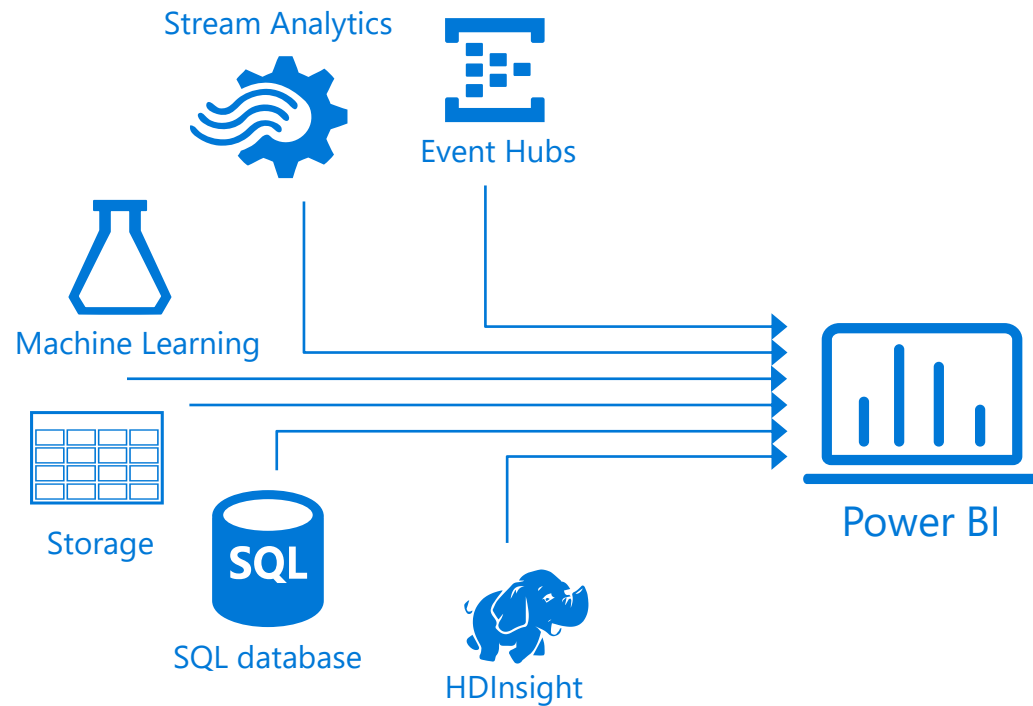 Stream Analytics
Event Hubs
Machine Learning
Storage
SQL
SQL database
HDInsight
Power BI